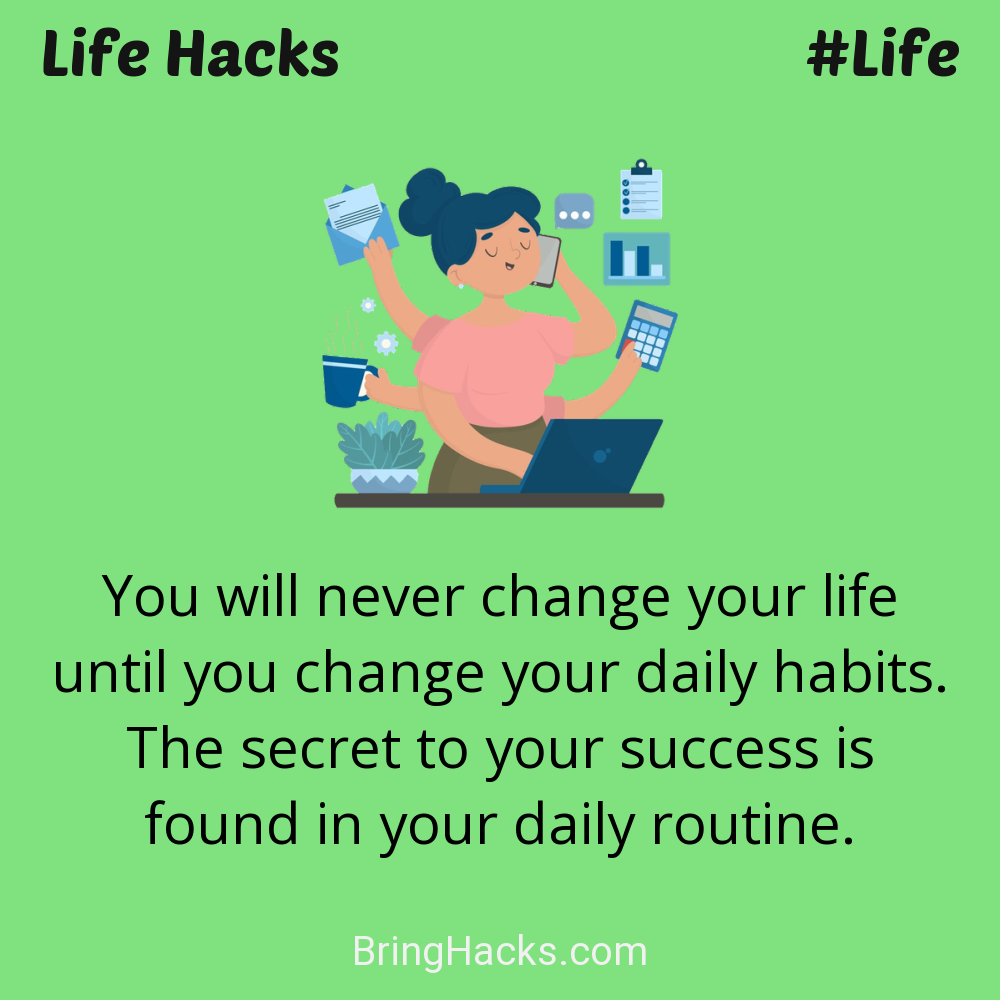 Life Hacks
#Life
You will never change your life
until you change your daily habits.
The secret to your success is
found in your daily routine.
BringHacks.com